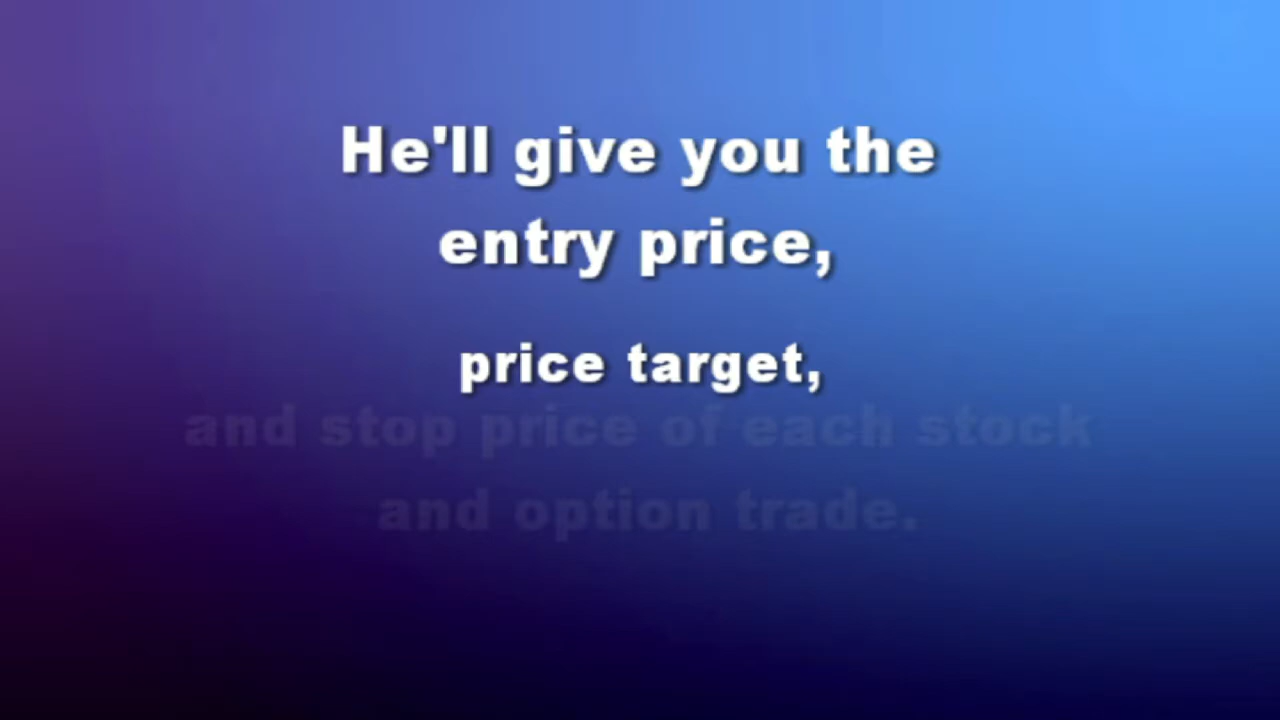 He'll give you the
entry price,
price target,
and stop price of each stock
and option trade.